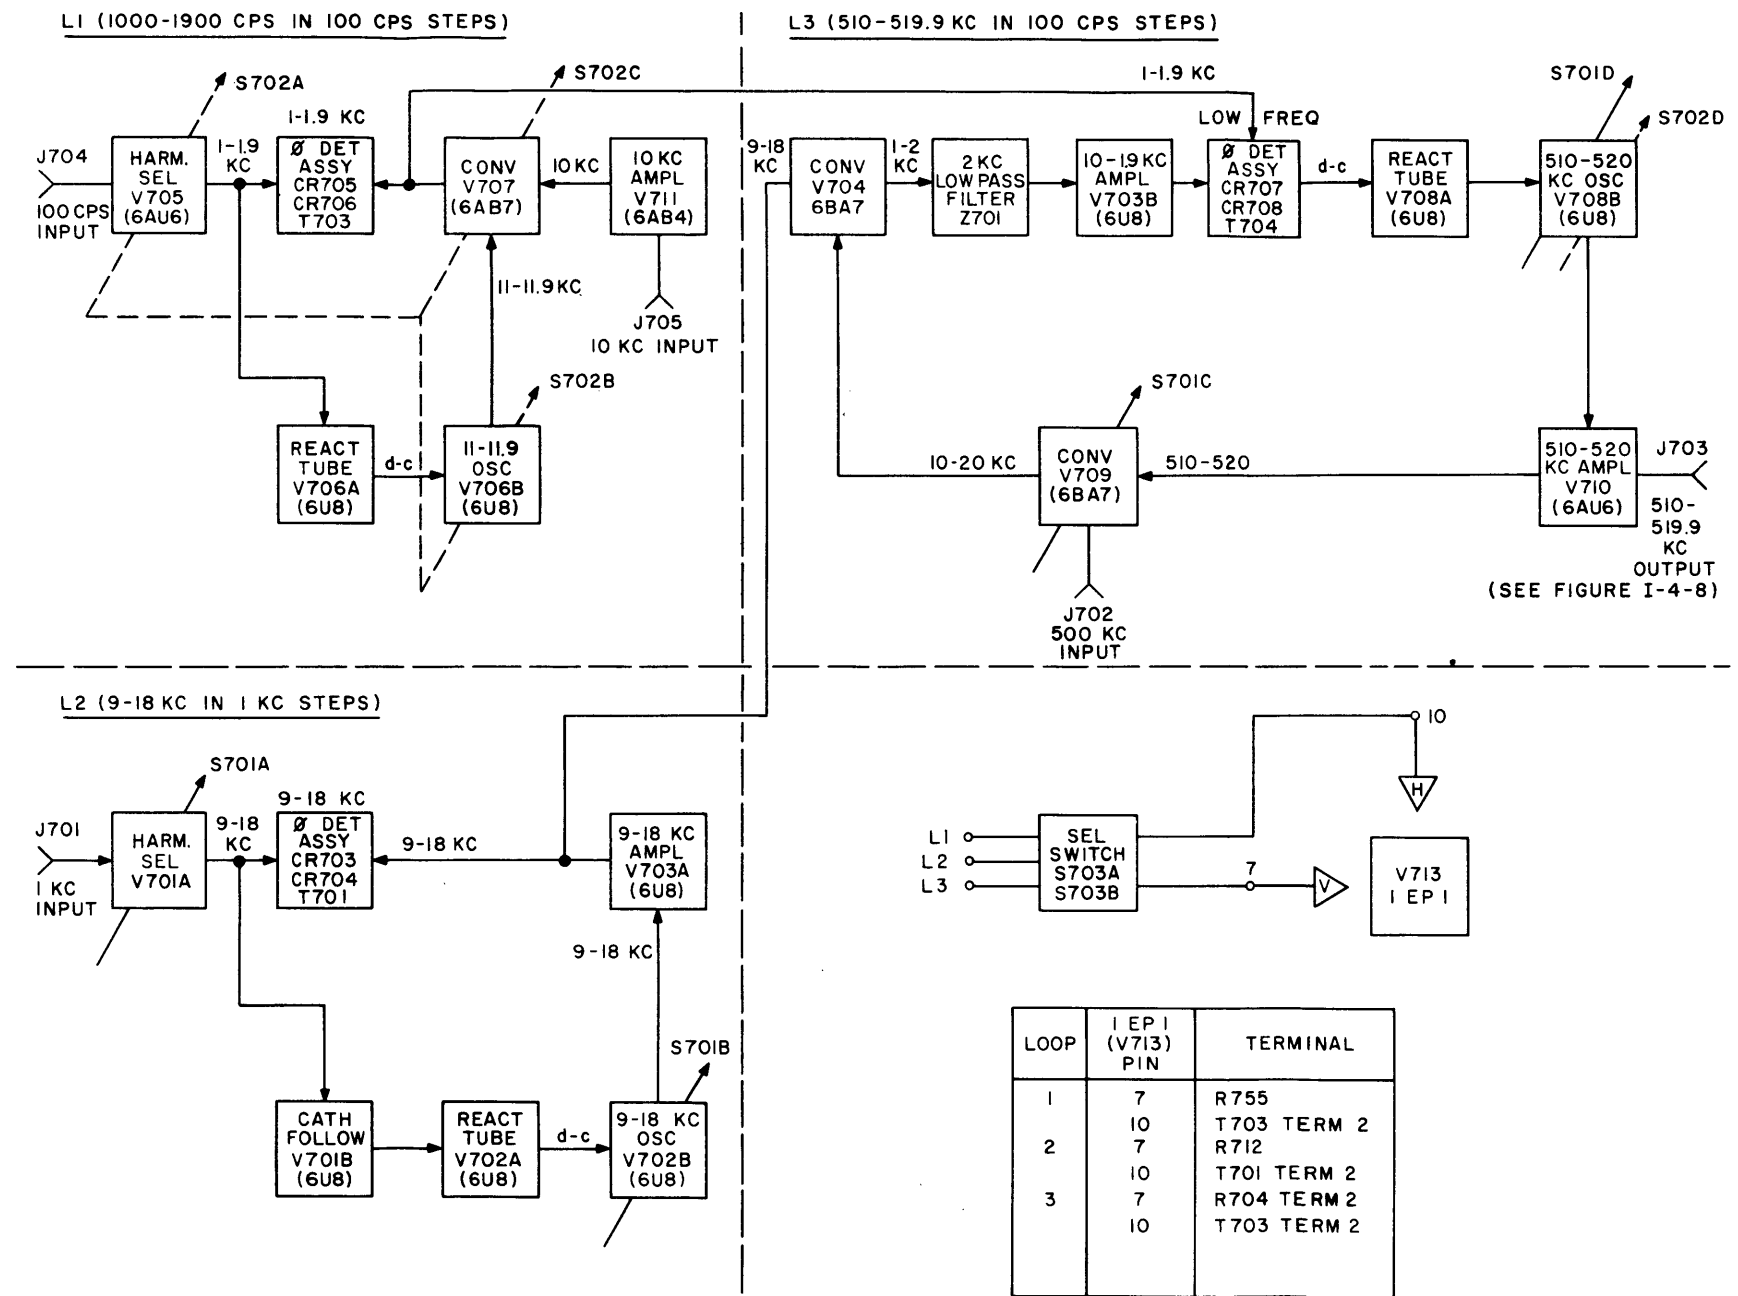 L1 (1000-1900 CPS IN 100 CPS STEPS)
S702A
S702C
1-1.9 KC
J704
100 CPS
INPUT
HARM.
SEL
V705
(6AU6)
1-1.9
KC
Ø DET
ASSY
CR705
CR706
T703
CONV
V707
(6AB7)
10KC
10 KC
AMPL
V711
(6AB4)
11-11.9KC
J705
10 KC INPUT
S702B
REACT
TUBE
V706A
(6U8)
d-c
11-11.9
OSC
V706B
(6U8)
L3 (510-519.9 KC IN 100 CPS STEPS)
1-1.9 KC
LOW FREQ
S701D
S702D
9-18
KC
CONV
V704
6BA7
1-2
KC
2 KC
LOW PASS
FILTER
Z701
10-1.9 KC
AMPL
V703B
(6U8)
Ø DET
ASSY
CR707
CR708
T704
d-c
REACT
TUBE
V708A
(6U8)
510-520
KC OSC
V708B
(6U8)
S701C
10-20 KC
CONV
V709
(6BA7)
510-520
510-520
KC AMPL
V710
(6AU6)
J703
510-
519.9
KC
OUTPUT
(SEE FIGURE I-4-8)
J702
500 KC
INPUT
L2 (9-18 KC IN 1 KC STEPS)
S701A
9-18 KC
J701
1 KC
INPUT
HARM.
SEL
V701A
9-18
KC
Ø DET
ASSY
CR703
CR704
T701
9-18 KC
9-18 KC
AMPL
V703A
(6U8)
9-18 KC
S701B
CATH
FOLLOW
V701B
(6U8)
REACT
TUBE
V702A
(6U8)
d-c
9-18 KC
OSC
V702B
(6U8)
10
H
L1
L2
L3
SEL
SWITCH
S703A
S703B
7
V
V713
1 EP 1
LOOP 1 EP 1 (V713) PIN TERMINAL
1 7 R755
10 T703 TERM 2
2 7 R712
10 T701 TERM 2
3 7 R704 TERM 2
10 T703 TERM 2